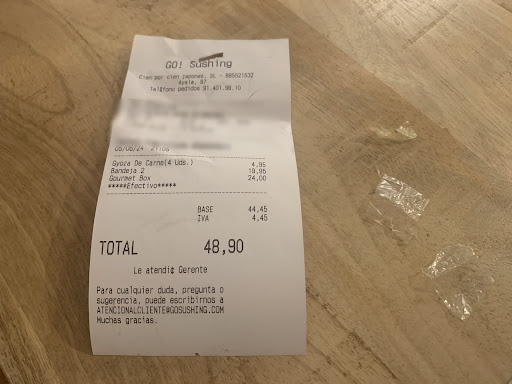 GO! Sushing
Cien por cien japones, SL - B85521532
Ayala, 87
Teléfono pedidos 91.401.98.10
Gyoza De Carne(4 Uds.) 4,95
Bandeja 2 19,95
Gourmet Box 24,00
*****Efectivo*****
BASE 44,45
IVA 4,45
TOTAL 48,90
Le atendió Gerente
Para cualquier duda, pregunta o
sugerencia, puede escribirnos a
ATENCIONALCLIENTE@GOSUSHING.COM
Muchas gracias.